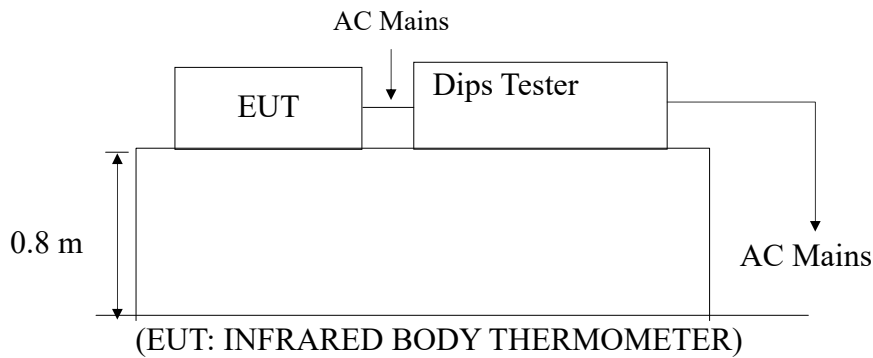 AC Mains
EUT
Dips Tester
0.8 m
AC Mains
(EUT: INFRARED BODY THERMOMETER)